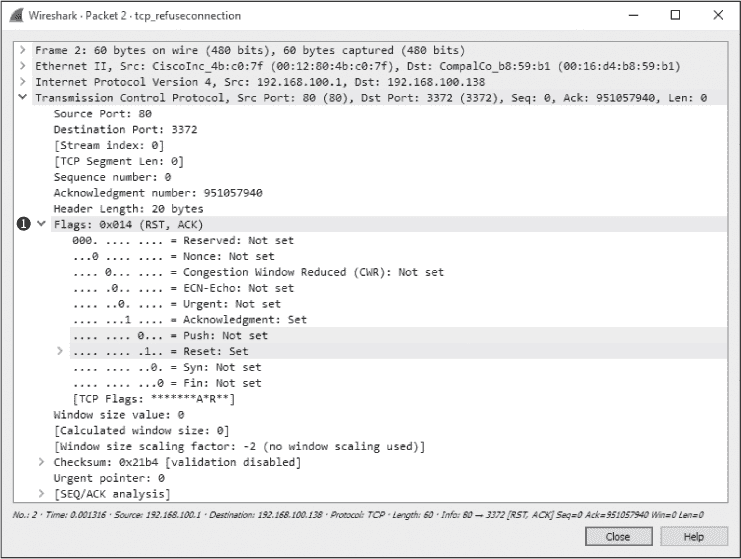 Wireshark · Packet 2 · tcp_refuseconnection
Frame 2: 60 bytes on wire (480 bits), 60 bytes captured (480 bits)
Ethernet II, Src: CiscoInc_4b:c0:7f (00:12:80:4b:c0:7f), Dst: CompalCo_b8:59:b1 (00:16:d4:b8:59:b1)
Internet Protocol Version 4, Src: 192.168.100.1, Dst: 192.168.100.138
Transmission Control Protocol, Src Port: 80 (80), Dst Port: 3372 (3372), Seq: 0, Ack: 951057940, Len: 0
Source Port: 80
Destination Port: 3372
[Stream index: 0]
[TCP Segment Len: 0]
Sequence number: 0
Acknowledgment number: 951057940
Header Length: 20 bytes
❶ Flags: 0x014 (RST, ACK)
000. .... .... = Reserved: Not set
...0 .... .... = Nonce: Not set
.... 0... .... = Congestion Window Reduced (CWR): Not set
.... .0.. .... = ECN-Echo: Not set
.... ..0. .... = Urgent: Not set
.... ...1 .... = Acknowledgment: Set
.... .... 0... = Push: Not set
.... .... .1.. = Reset: Set
.... .... ..0. = Syn: Not set
.... .... ...0 = Fin: Not set
[TCP Flags: *******A*R**]
Window size value: 0
[Calculated window size: 0]
[Window size scaling factor: -2 (no window scaling used)]
Checksum: 0x21b4 [validation disabled]
Urgent pointer: 0
[SEQ/ACK analysis]
No.: 2 · Time: 0.001316 · Source: 192.168.100.1 · Destination: 192.168.100.138 · Protocol: TCP · Length: 60 · Info: 80 → 3372 [RST, ACK] Seq=0 Ack=951057940 Win=0 Len=0
Close Help